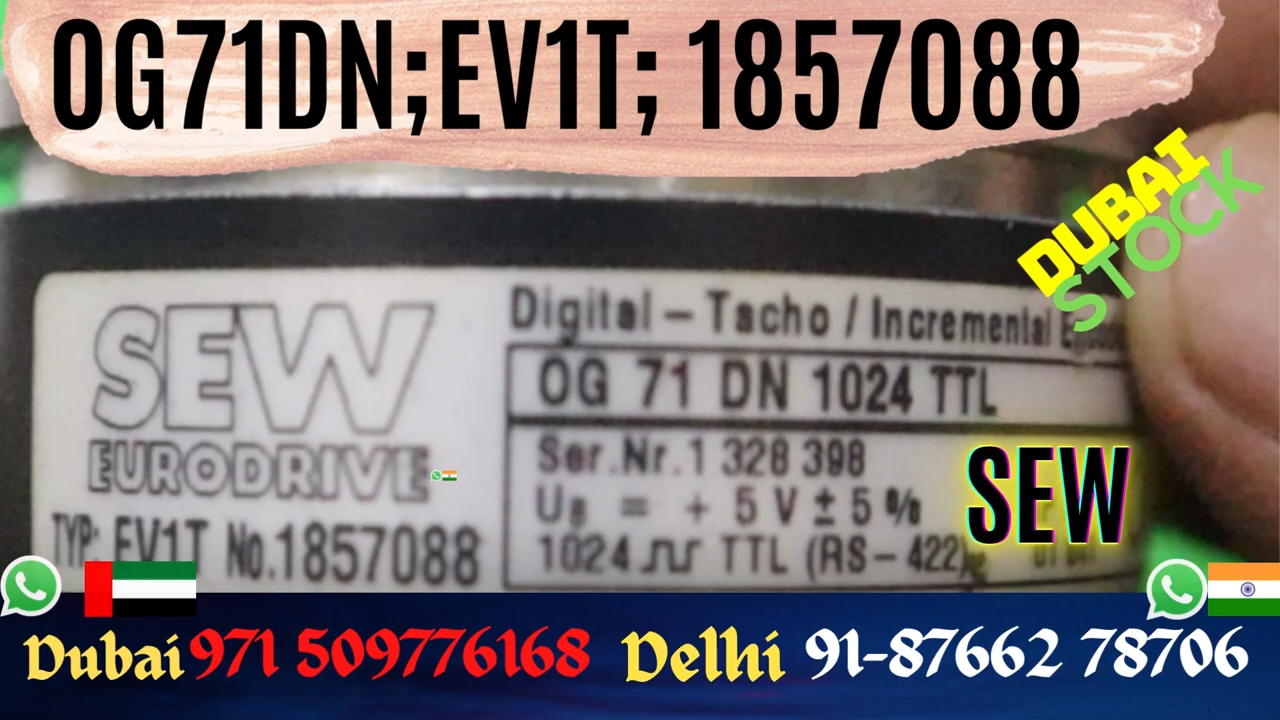 OG71DN;EV1T; 1857088
DUBAI
STOCK
SEW
EURODRIVE
TYP: EV1T No.1857088
Digital – Tacho / Incremental
OG 71 DN 1024 TTL
Ser.Nr.1 328 398
UB = + 5 V ± 5 %
1024 TTL (RS – 422)
SEW
Dubai 971 509776168
Delhi 91-87662 78706